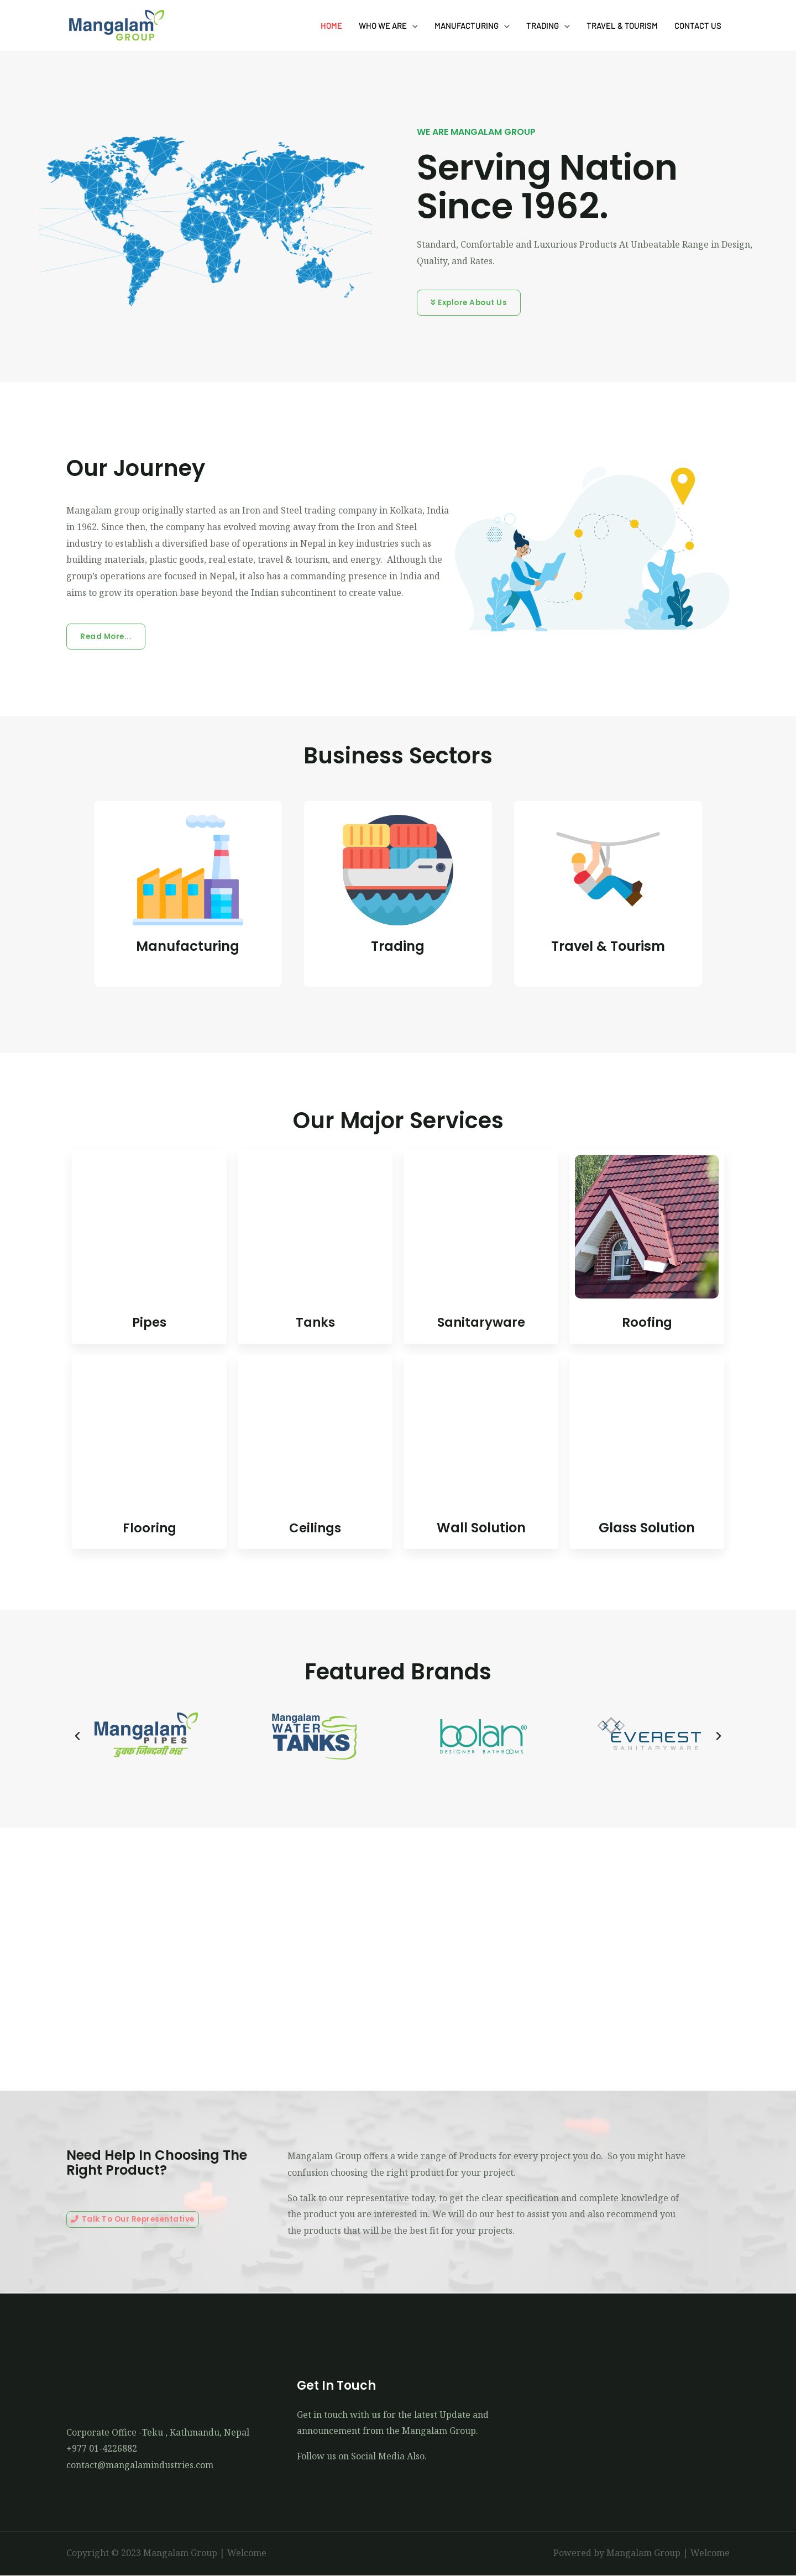 Mangalam
GROUP
HOME
WHO WE ARE
MANUFACTURING
TRADING
TRAVEL & TOURISM
CONTACT US
WE ARE MANGALAM GROUP
Serving Nation
Since 1962.
Standard, Comfortable and Luxurious Products At Unbeatable Range in Design,
Quality, and Rates.
Explore About Us
Our Journey
Mangalam group originally started as an Iron and Steel trading company in Kolkata, India
in 1962. Since then, the company has evolved moving away from the Iron and Steel
industry to establish a diversified base of operations in Nepal in key industries such as
building materials, plastic goods, real estate, travel & tourism, and energy.  Although the
group's operations are focused in Nepal, it also has a commanding presence in India and
aims to grow its operation base beyond the Indian subcontinent to create value.
Read More...
Business Sectors
Manufacturing
Trading
Travel & Tourism
Our Major Services
Pipes
Tanks
Sanitaryware
Roofing
Flooring
Ceilings
Wall Solution
Glass Solution
Featured Brands
Mangalam
PIPES
ढुक्क जिन्दगी भर
Mangalam
WATER
TANKS
bolan®
DESIGNER BATHROOMS
EVEREST
SANITARYWARE
Need Help In Choosing The
Right Product?
Talk To Our Representative
Mangalam Group offers a wide range of Products for every project you do.  So you might have
confusion choosing the right product for your project.
So talk to our representative today, to get the clear specification and complete knowledge of
the product you are interested in. We will do our best to assist you and also recommend you
the products that will be the best fit for your projects.
Corporate Office -Teku , Kathmandu, Nepal
+977 01-4226882
contact@mangalamindustries.com
Get In Touch
Get in touch with us for the latest Update and
announcement from the Mangalam Group.
Follow us on Social Media Also.
Copyright © 2023 Mangalam Group | Welcome
Powered by Mangalam Group | Welcome